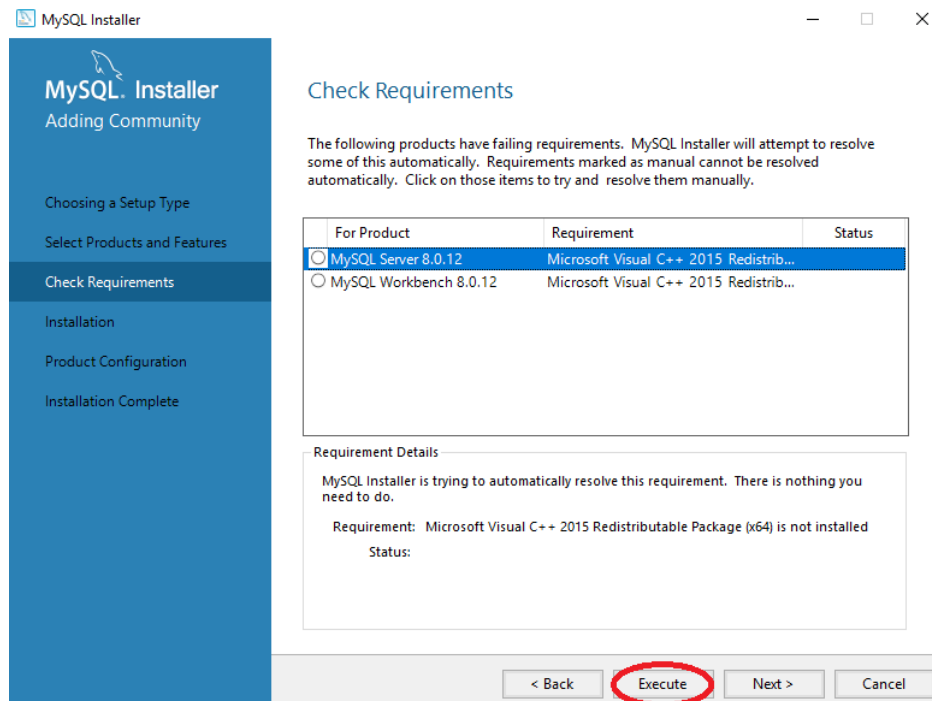 MySQL Installer
MySQL. Installer
Adding Community
Choosing a Setup Type
Select Products and Features
Check Requirements
Installation
Product Configuration
Installation Complete
Check Requirements
The following products have failing requirements. MySQL Installer will attempt to resolve
some of this automatically. Requirements marked as manual cannot be resolved
automatically. Click on those items to try and resolve them manually.
For Product Requirement Status
MySQL Server 8.0.12 Microsoft Visual C++ 2015 Redistrib...
MySQL Workbench 8.0.12 Microsoft Visual C++ 2015 Redistrib...
Requirement Details
MySQL Installer is trying to automatically resolve this requirement. There is nothing you
need to do.
Requirement: Microsoft Visual C++ 2015 Redistributable Package (x64) is not installed
Status:
< Back Execute Next > Cancel